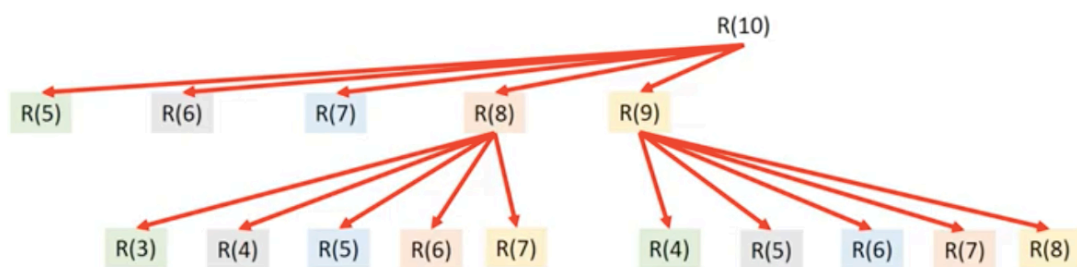 R(10)
R(5) R(6) R(7) R(8) R(9)
R(3) R(4) R(5) R(6) R(7) R(4) R(5) R(6) R(7) R(8)